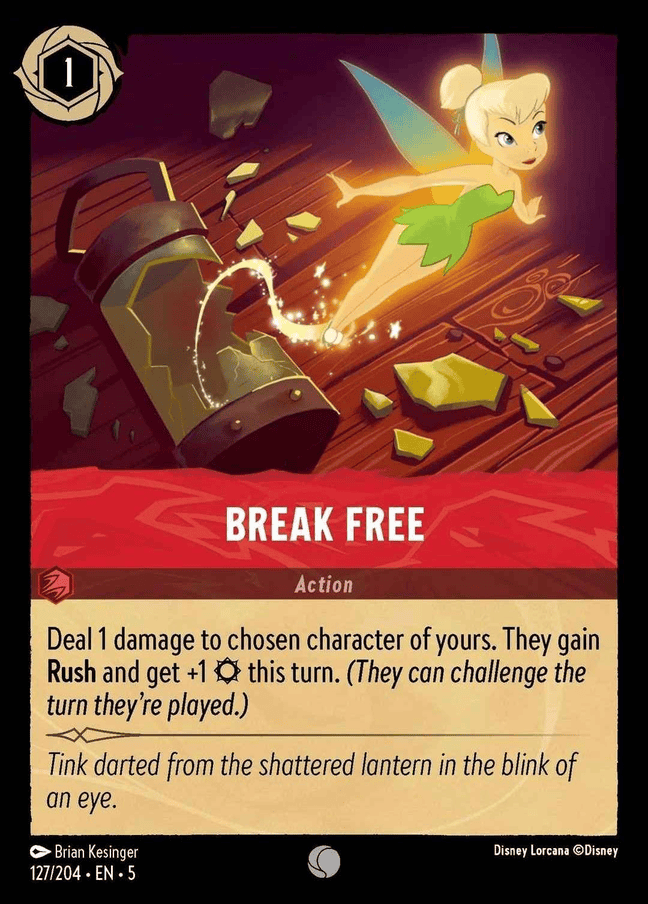 1
BREAK FREE
Action
Deal 1 damage to chosen character of yours. They gain
Rush and get +1 this turn. (They can challenge the
turn they're played.)
Tink darted from the shattered lantern in the blink of
an eye.
Brian Kesinger
Disney Lorcana ©Disney
127/204 • EN • 5